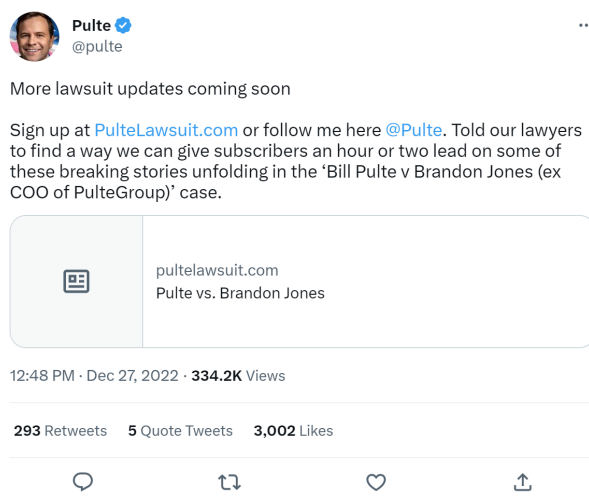 Pulte
@pulte
More lawsuit updates coming soon
Sign up at PulteLawsuit.com or follow me here @Pulte. Told our lawyers
to find a way we can give subscribers an hour or two lead on some of
these breaking stories unfolding in the ‘Bill Pulte v Brandon Jones (ex
COO of PulteGroup)’ case.
pultelawsuit.com
Pulte vs. Brandon Jones
12:48 PM · Dec 27, 2022 · 334.2K Views
293 Retweets 5 Quote Tweets 3,002 Likes